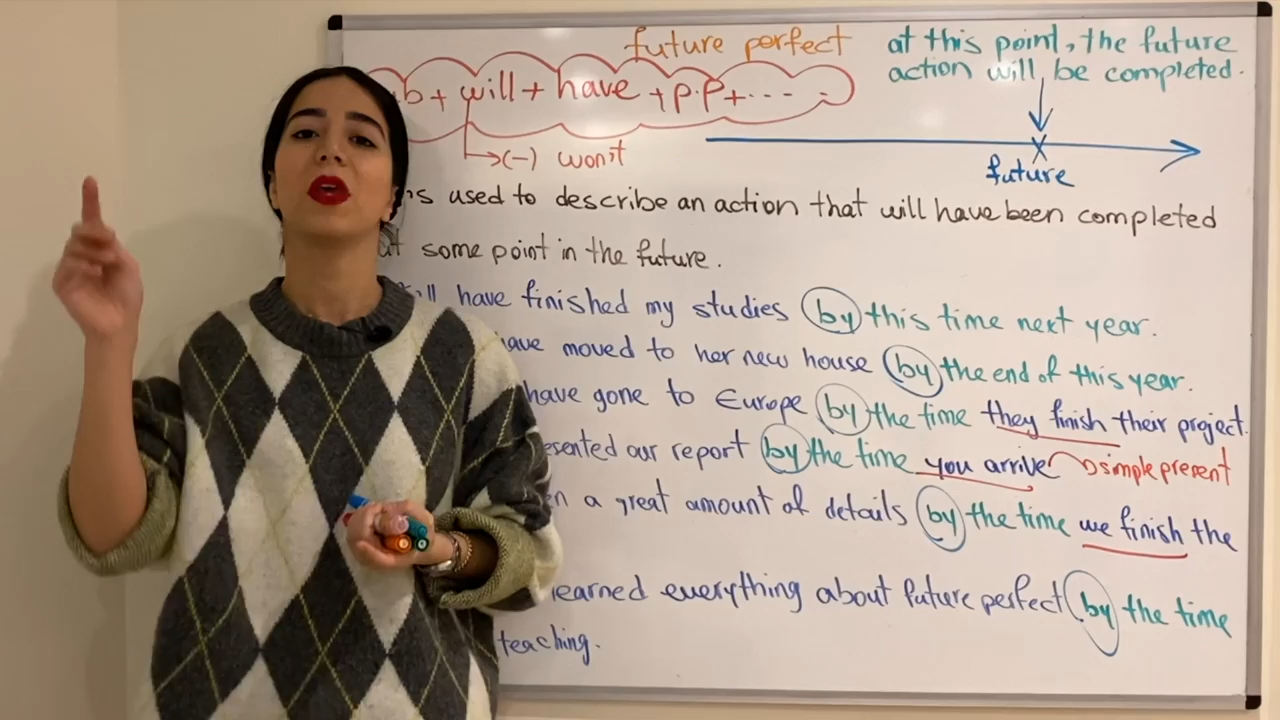 future perfect
at this point, the future
action will be completed.
b + will + have + p.p + ....
→(-) won't
future
is used to describe an action that will have been completed
at some point in the future.
have finished my studies by this time next year.
have moved to her new house by the end of this year.
have gone to Europe by the time they finish their project.
esented our report by the time you arrive → simple present
n a great amount of details by the time we finish the
learned everything about future perfect by the time
teaching.